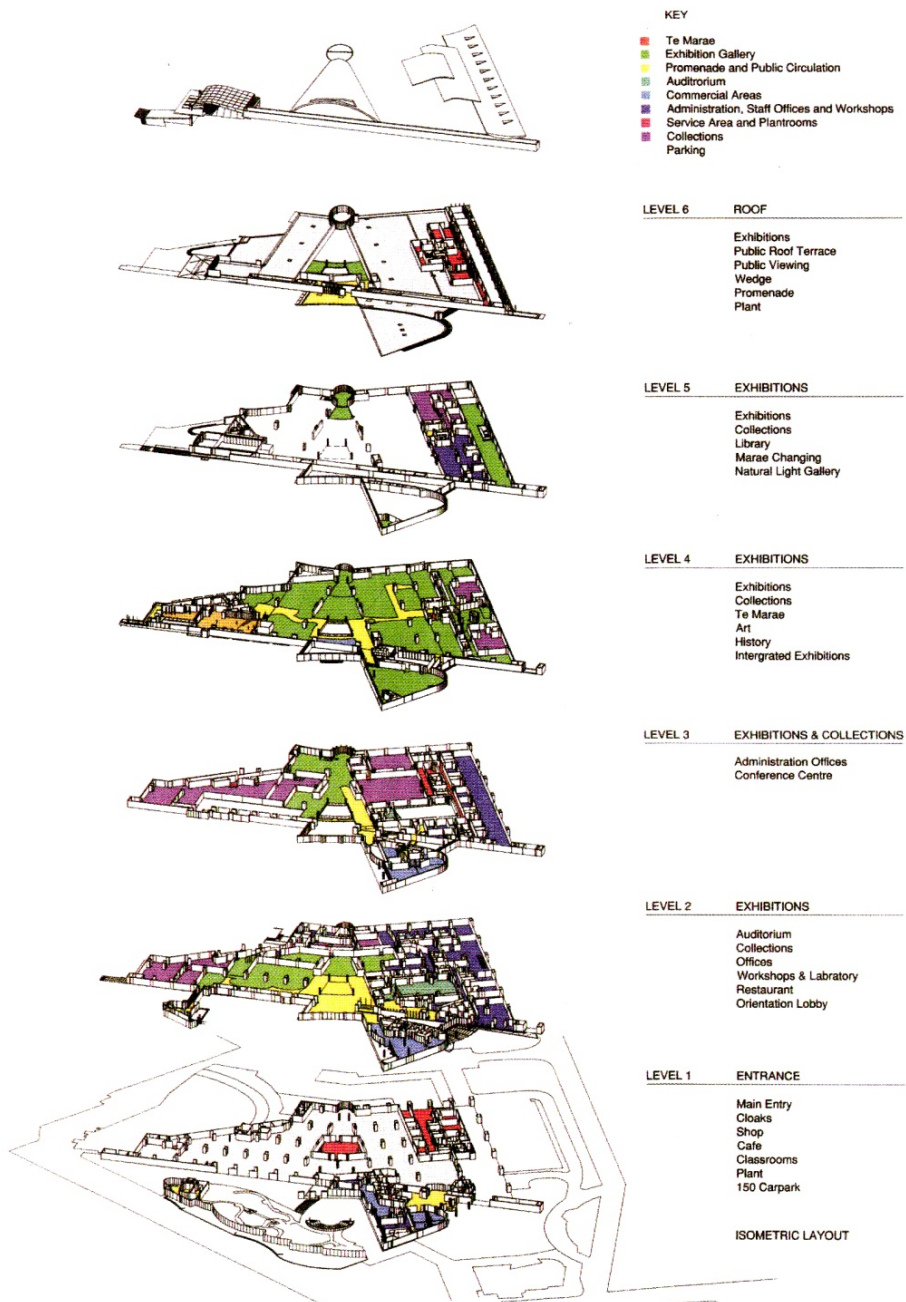 KEY
Te Marae
Exhibition Gallery
Promenade and Public Circulation
Auditrorium
Commercial Areas
Administration, Staff Offices and Workshops
Service Area and Plantrooms
Collections
Parking
LEVEL 6 ROOF
Exhibitions
Public Roof Terrace
Public Viewing
Wedge
Promenade
Plant
LEVEL 5 EXHIBITIONS
Exhibitions
Collections
Library
Marae Changing
Natural Light Gallery
LEVEL 4 EXHIBITIONS
Exhibitions
Collections
Te Marae
Art
History
Intergrated Exhibitions
LEVEL 3 EXHIBITIONS & COLLECTIONS
Administration Offices
Conference Centre
LEVEL 2 EXHIBITIONS
Auditorium
Collections
Offices
Workshops & Labratory
Restaurant
Orientation Lobby
LEVEL 1 ENTRANCE
Main Entry
Cloaks
Shop
Cafe
Classrooms
Plant
150 Carpark
ISOMETRIC LAYOUT